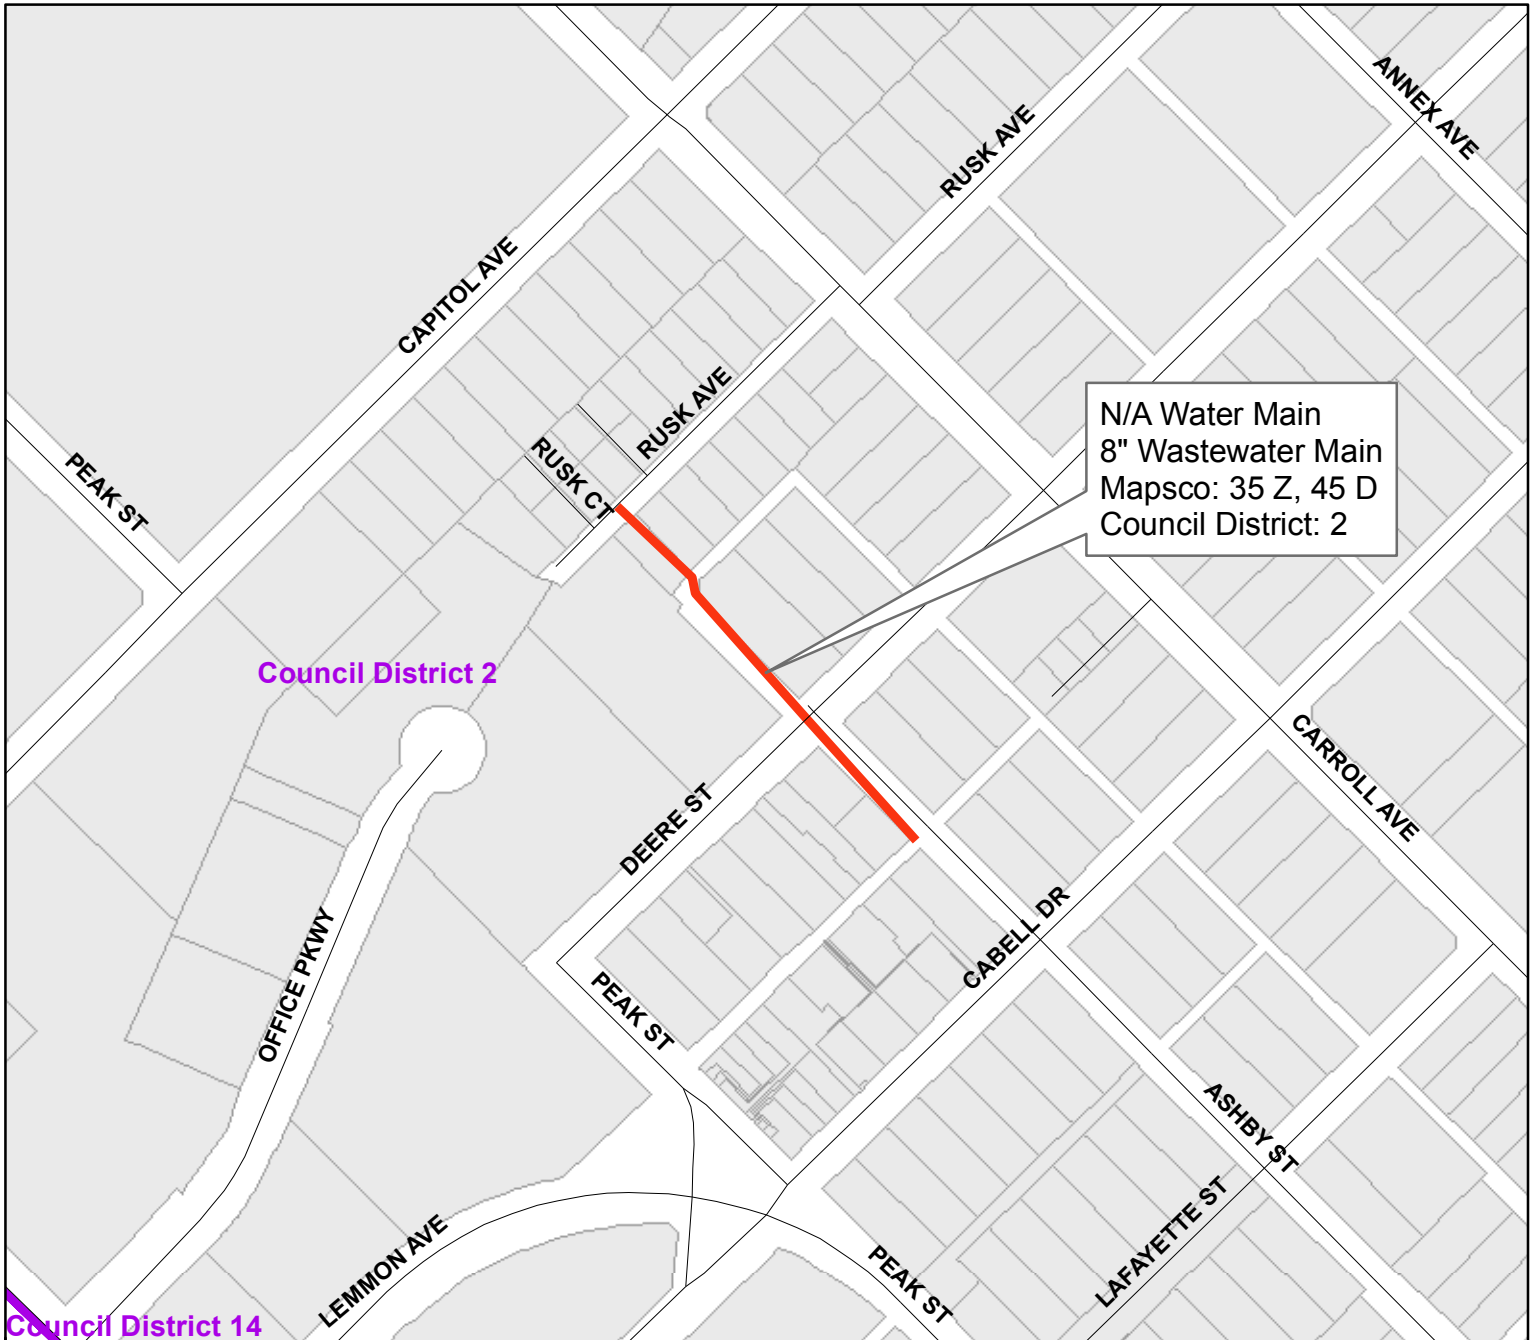 ANNEX AVE
RUSK AVE
CAPITOL AVE
RUSK AVE
N/A Water Main
8" Wastewater Main
Mapsco: 35 Z, 45 D
Council District: 2
RUSK CT
PEAK ST
Council District 2
CARROLL AVE
DEERE ST
CABELL DR
OFFICE PKWY
PEAK ST
ASHBY ST
LAFAYETTE ST
LEMMON AVE
PEAK ST
Council District 14